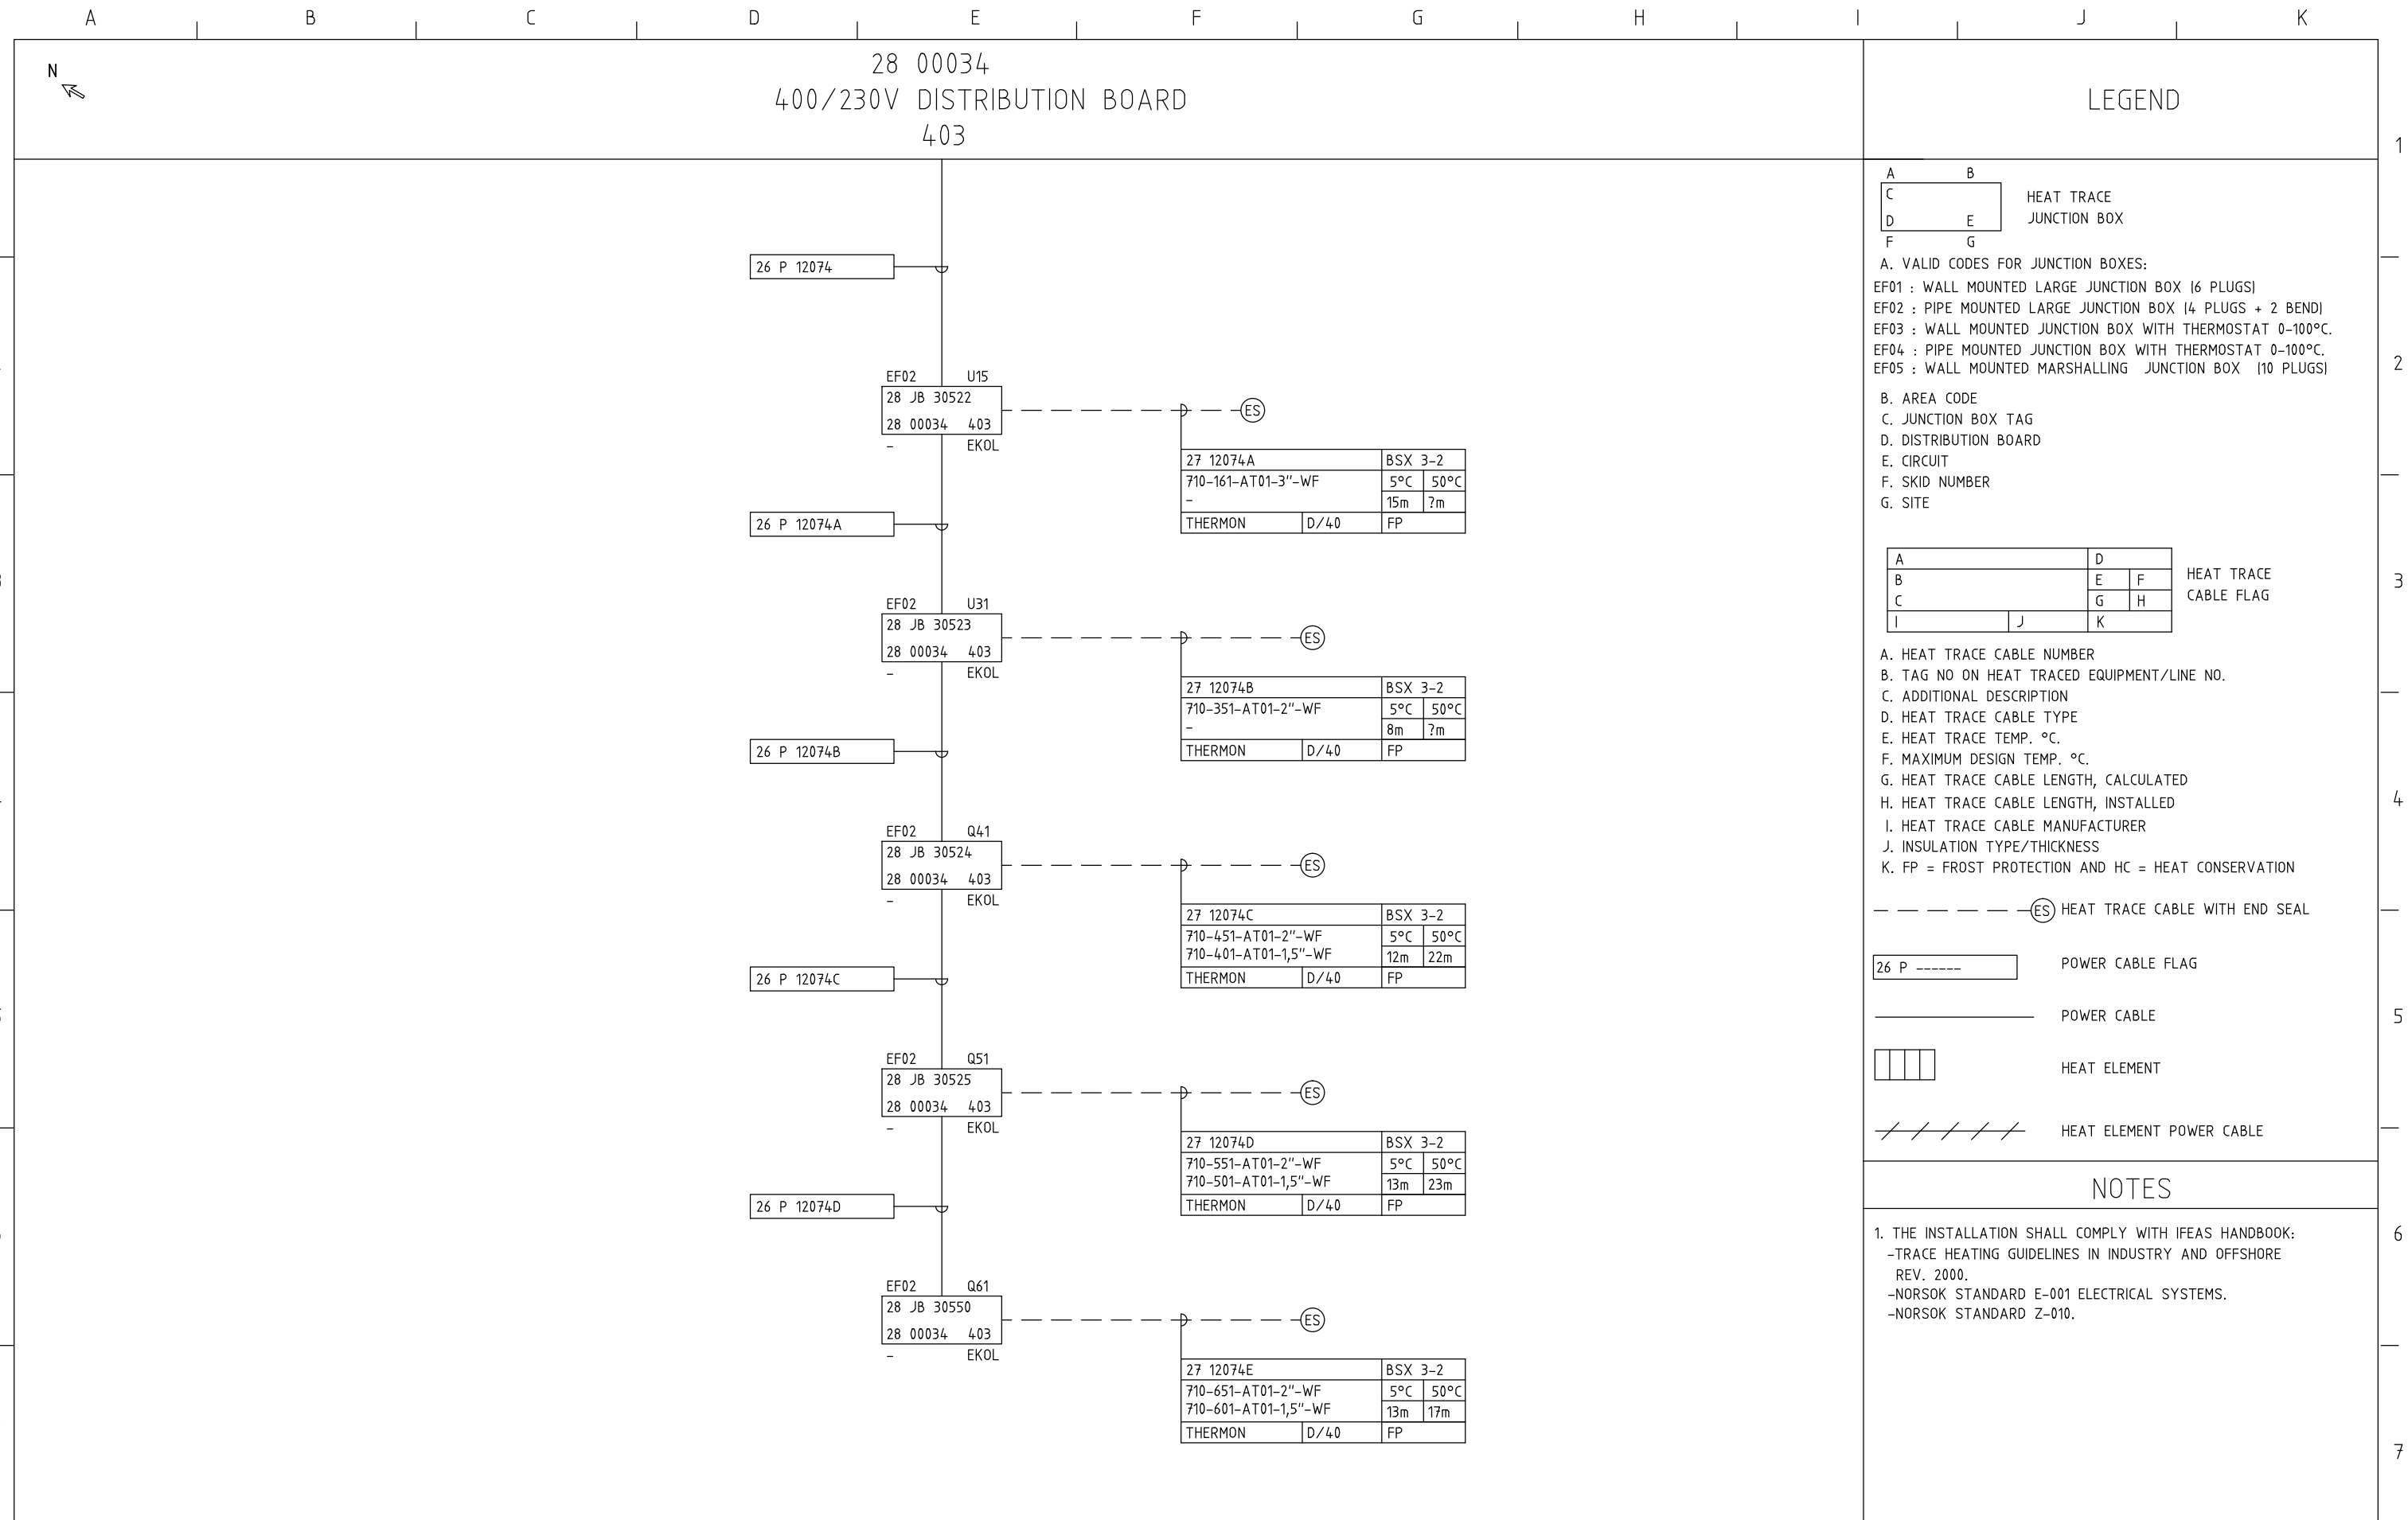 A B C D E F G H I J K
N
28 00034
400/230V DISTRIBUTION BOARD
403
26 P 12074
EF02 U15
28 JB 30522
28 00034 403
- EKOL
ES
27 12074A BSX 3-2
710-161-AT01-3"-WF 5°C 50°C
- 15m ?m
THERMON D/40 FP
26 P 12074A
EF02 U31
28 JB 30523
28 00034 403
- EKOL
ES
27 12074B BSX 3-2
710-351-AT01-2"-WF 5°C 50°C
- 8m ?m
THERMON D/40 FP
26 P 12074B
EF02 Q41
28 JB 30524
28 00034 403
- EKOL
ES
27 12074C BSX 3-2
710-451-AT01-2"-WF 5°C 50°C
710-401-AT01-1,5"-WF 12m 22m
THERMON D/40 FP
26 P 12074C
EF02 Q51
28 JB 30525
28 00034 403
- EKOL
ES
27 12074D BSX 3-2
710-551-AT01-2"-WF 5°C 50°C
710-501-AT01-1,5"-WF 13m 23m
THERMON D/40 FP
26 P 12074D
EF02 Q61
28 JB 30550
28 00034 403
- EKOL
ES
27 12074E BSX 3-2
710-651-AT01-2"-WF 5°C 50°C
710-601-AT01-1,5"-WF 13m 17m
THERMON D/40 FP
LEGEND
A B
C
D E
F G
HEAT TRACE
JUNCTION BOX
A. VALID CODES FOR JUNCTION BOXES:
EF01 : WALL MOUNTED LARGE JUNCTION BOX (6 PLUGS)
EF02 : PIPE MOUNTED LARGE JUNCTION BOX (4 PLUGS + 2 BEND)
EF03 : WALL MOUNTED JUNCTION BOX WITH THERMOSTAT 0-100°C.
EF04 : PIPE MOUNTED JUNCTION BOX WITH THERMOSTAT 0-100°C.
EF05 : WALL MOUNTED MARSHALLING JUNCTION BOX (10 PLUGS)
B. AREA CODE
C. JUNCTION BOX TAG
D. DISTRIBUTION BOARD
E. CIRCUIT
F. SKID NUMBER
G. SITE
A D
B E F
C G H
I J K
HEAT TRACE
CABLE FLAG
A. HEAT TRACE CABLE NUMBER
B. TAG NO ON HEAT TRACED EQUIPMENT/LINE NO.
C. ADDITIONAL DESCRIPTION
D. HEAT TRACE CABLE TYPE
E. HEAT TRACE TEMP. °C.
F. MAXIMUM DESIGN TEMP. °C.
G. HEAT TRACE CABLE LENGTH, CALCULATED
H. HEAT TRACE CABLE LENGTH, INSTALLED
I. HEAT TRACE CABLE MANUFACTURER
J. INSULATION TYPE/THICKNESS
K. FP = FROST PROTECTION AND HC = HEAT CONSERVATION
ES HEAT TRACE CABLE WITH END SEAL
26 P ------ POWER CABLE FLAG
POWER CABLE
HEAT ELEMENT
HEAT ELEMENT POWER CABLE
NOTES
1. THE INSTALLATION SHALL COMPLY WITH IFEAS HANDBOOK:
-TRACE HEATING GUIDELINES IN INDUSTRY AND OFFSHORE
REV. 2000.
-NORSOK STANDARD E-001 ELECTRICAL SYSTEMS.
-NORSOK STANDARD Z-010.
1
2
3
4
5
6
7